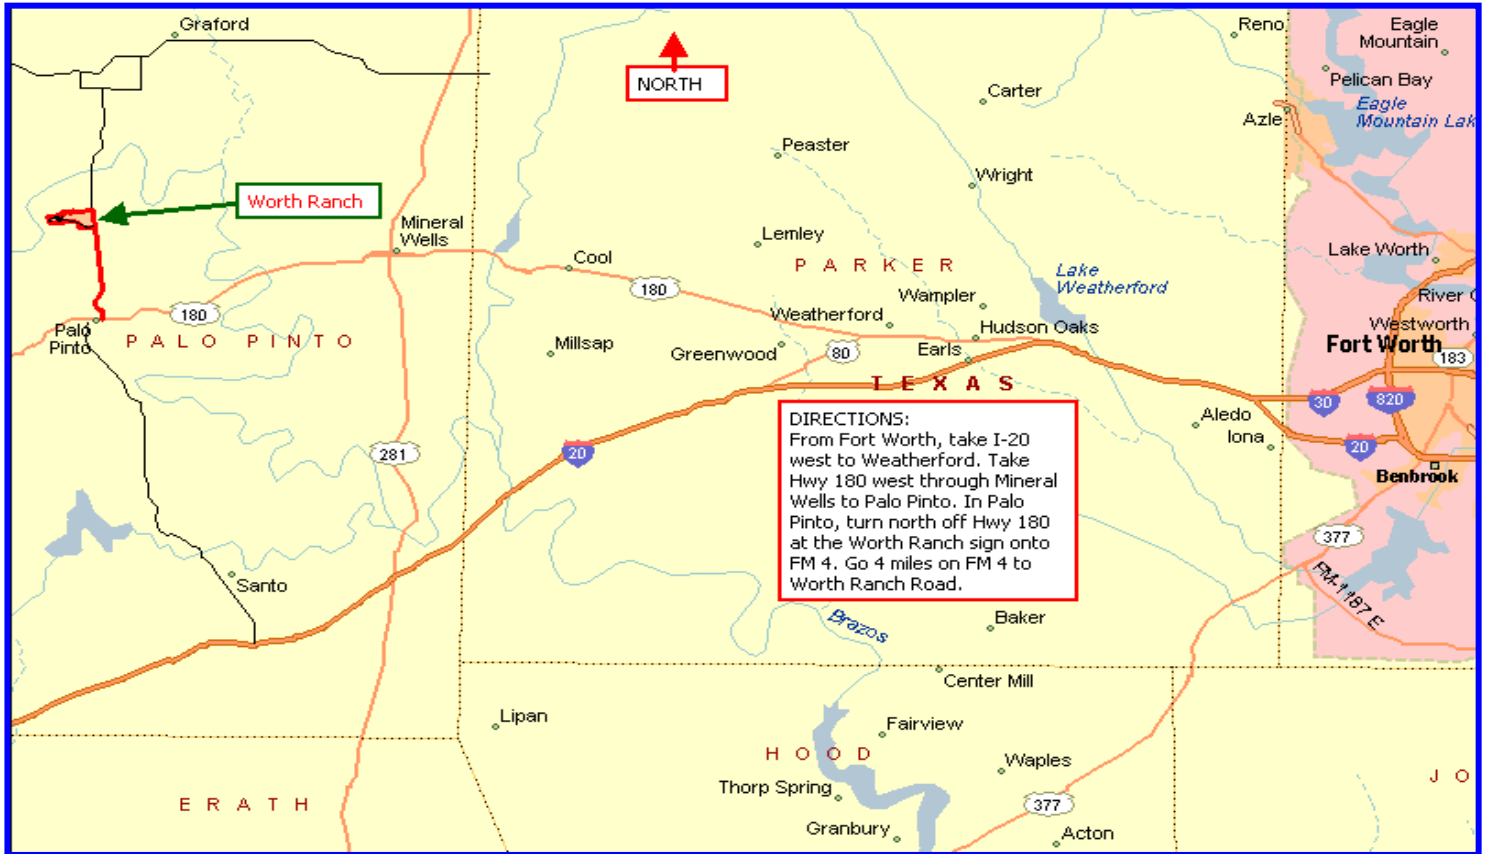 Graford
NORTH
Reno
Eagle
Mountain
Pelican Bay
Eagle
Mountain Lak
Carter
Azle
Peaster
Wright
Worth Ranch
Mineral
Wells
Lemley
Lake Worth
Cool
PARKER
Lake
Weatherford
180
Wampler
River
180
Weatherford
Hudson Oaks
Westworth
Palo
Pinto
PALO PINTO
Millsap
Greenwood
80
Earls
Fort Worth
183
TEXAS
30
820
DIRECTIONS:
From Fort Worth, take I-20
west to Weatherford. Take
Hwy 180 west through Mineral
Wells to Palo Pinto. In Palo
Pinto, turn north off Hwy 180
at the Worth Ranch sign onto
FM 4. Go 4 miles on FM 4 to
Worth Ranch Road.
Aledo
Iona
281
20
20
Benbrook
377
Santo
FM-1187 E
Brazos
Baker
Center Mill
Lipan
Fairview
HOOD
Waples
JO
Thorp Spring
ERATH
377
Granbury
Acton